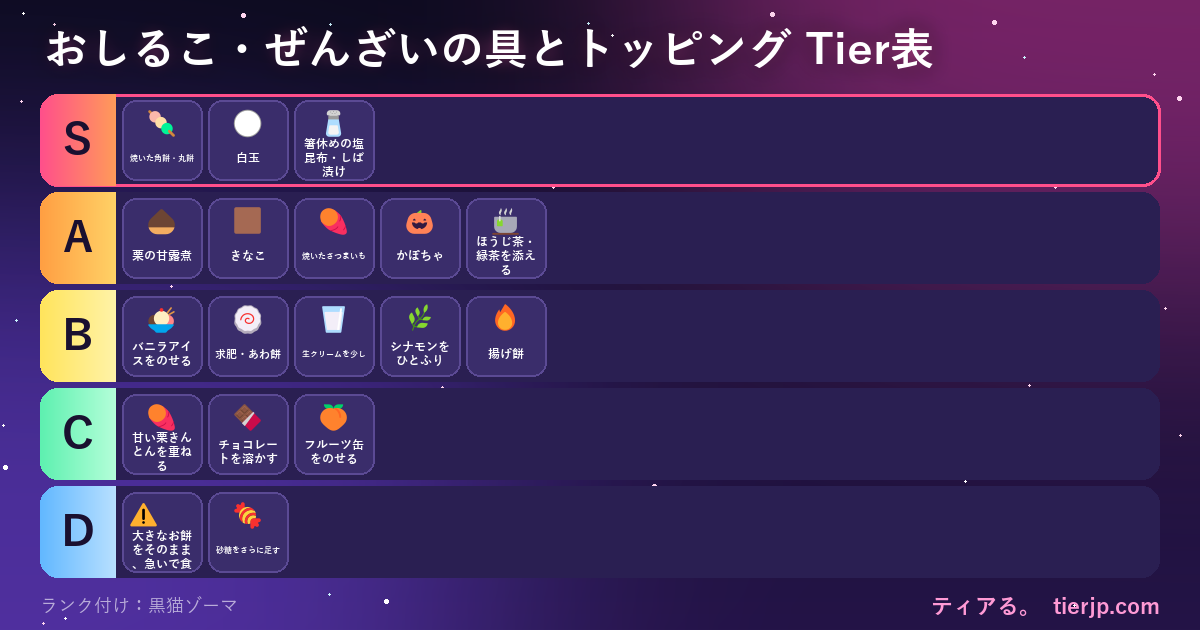 おしるこ・ぜんざいの具とトッピング Tier表
S
焼いた角餅・丸餅
白玉
箸休めの塩
昆布・しば
漬け
A
栗の甘露煮
きなこ
焼いたさつまいも
かぼちゃ
ほうじ茶・
緑茶を添え
る
B
バニラアイ
スをのせる
求肥・あわ餅
生クリームを少し
シナモンを
ひとふり
揚げ餅
C
甘い栗きん
とんを重ね
る
チョコレー
トを溶かす
フルーツ缶
をのせる
D
大きなお餅
をそのまま
、急いで食
砂糖をさらに足す
ランク付け：黒猫ゾーマ
ティアる。 tierjp.com